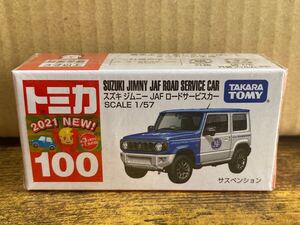 トミカ
SUZUKI JIMNY JAF ROAD SERVICE CAR
スズキ ジムニー JAF ロードサービスカー
SCALE 1/57
TAKARA
TOMY
2021 NEW!
100
サスペンション